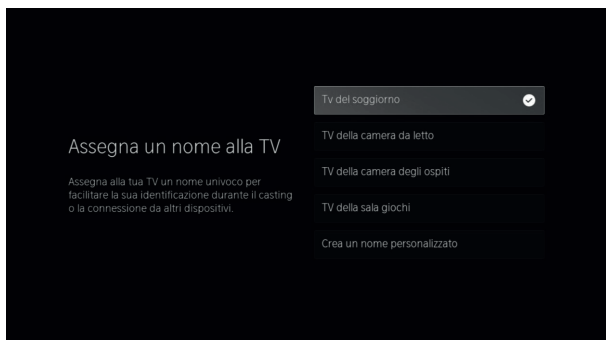 Assegna un nome alla TV
Assegna alla tua TV un nome univoco per
facilitare la sua identificazione durante il casting
o la connessione da altri dispositivi.
Tv del soggiorno
TV della camera da letto
TV della camera degli ospiti
TV della sala giochi
Crea un nome personalizzato